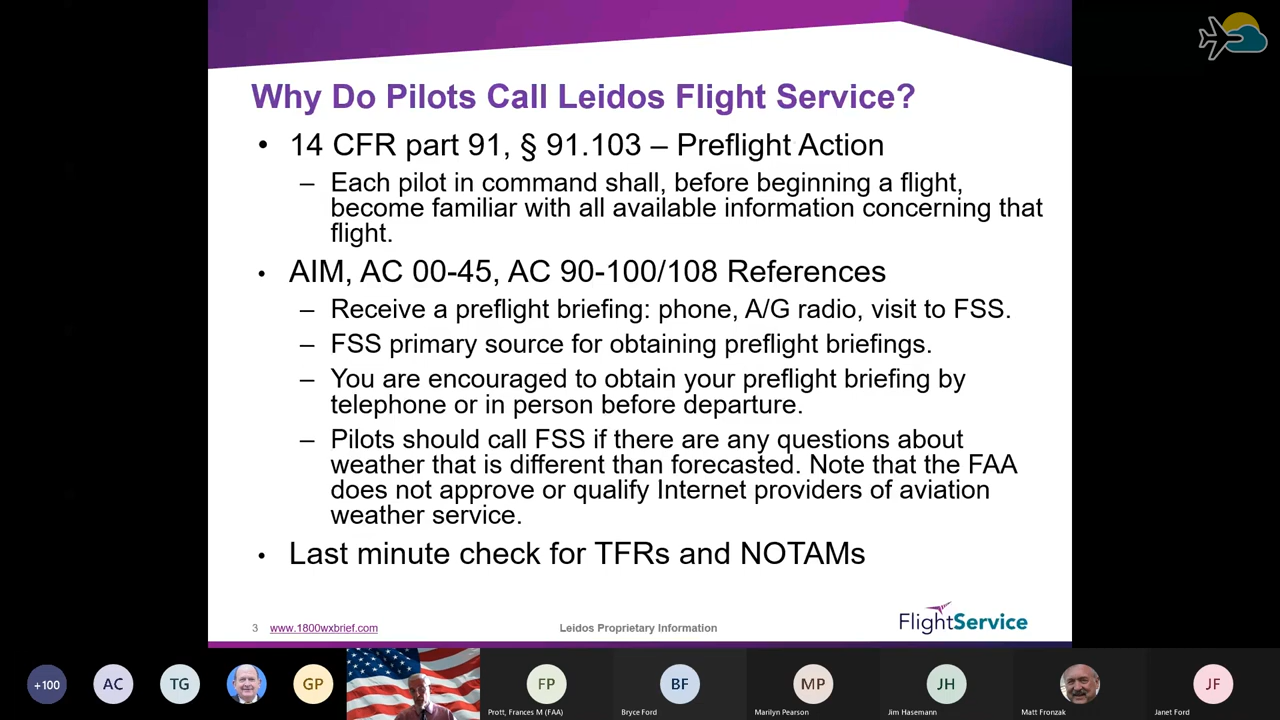 Why Do Pilots Call Leidos Flight Service?
• 14 CFR part 91, § 91.103 – Preflight Action
– Each pilot in command shall, before beginning a flight,
become familiar with all available information concerning that
flight.
• AIM, AC 00-45, AC 90-100/108 References
– Receive a preflight briefing: phone, A/G radio, visit to FSS.
– FSS primary source for obtaining preflight briefings.
– You are encouraged to obtain your preflight briefing by
telephone or in person before departure.
– Pilots should call FSS if there are any questions about
weather that is different than forecasted. Note that the FAA
does not approve or qualify Internet providers of aviation
weather service.
• Last minute check for TFRs and NOTAMs
3 www.1800wxbrief.com Leidos Proprietary Information FlightService
+100 AC TG GP FP BF MP JH JF
Prott, Frances M (FAA) Bryce Ford Marilyn Pearson Jim Hasemann Matt Fronzak Janet Ford